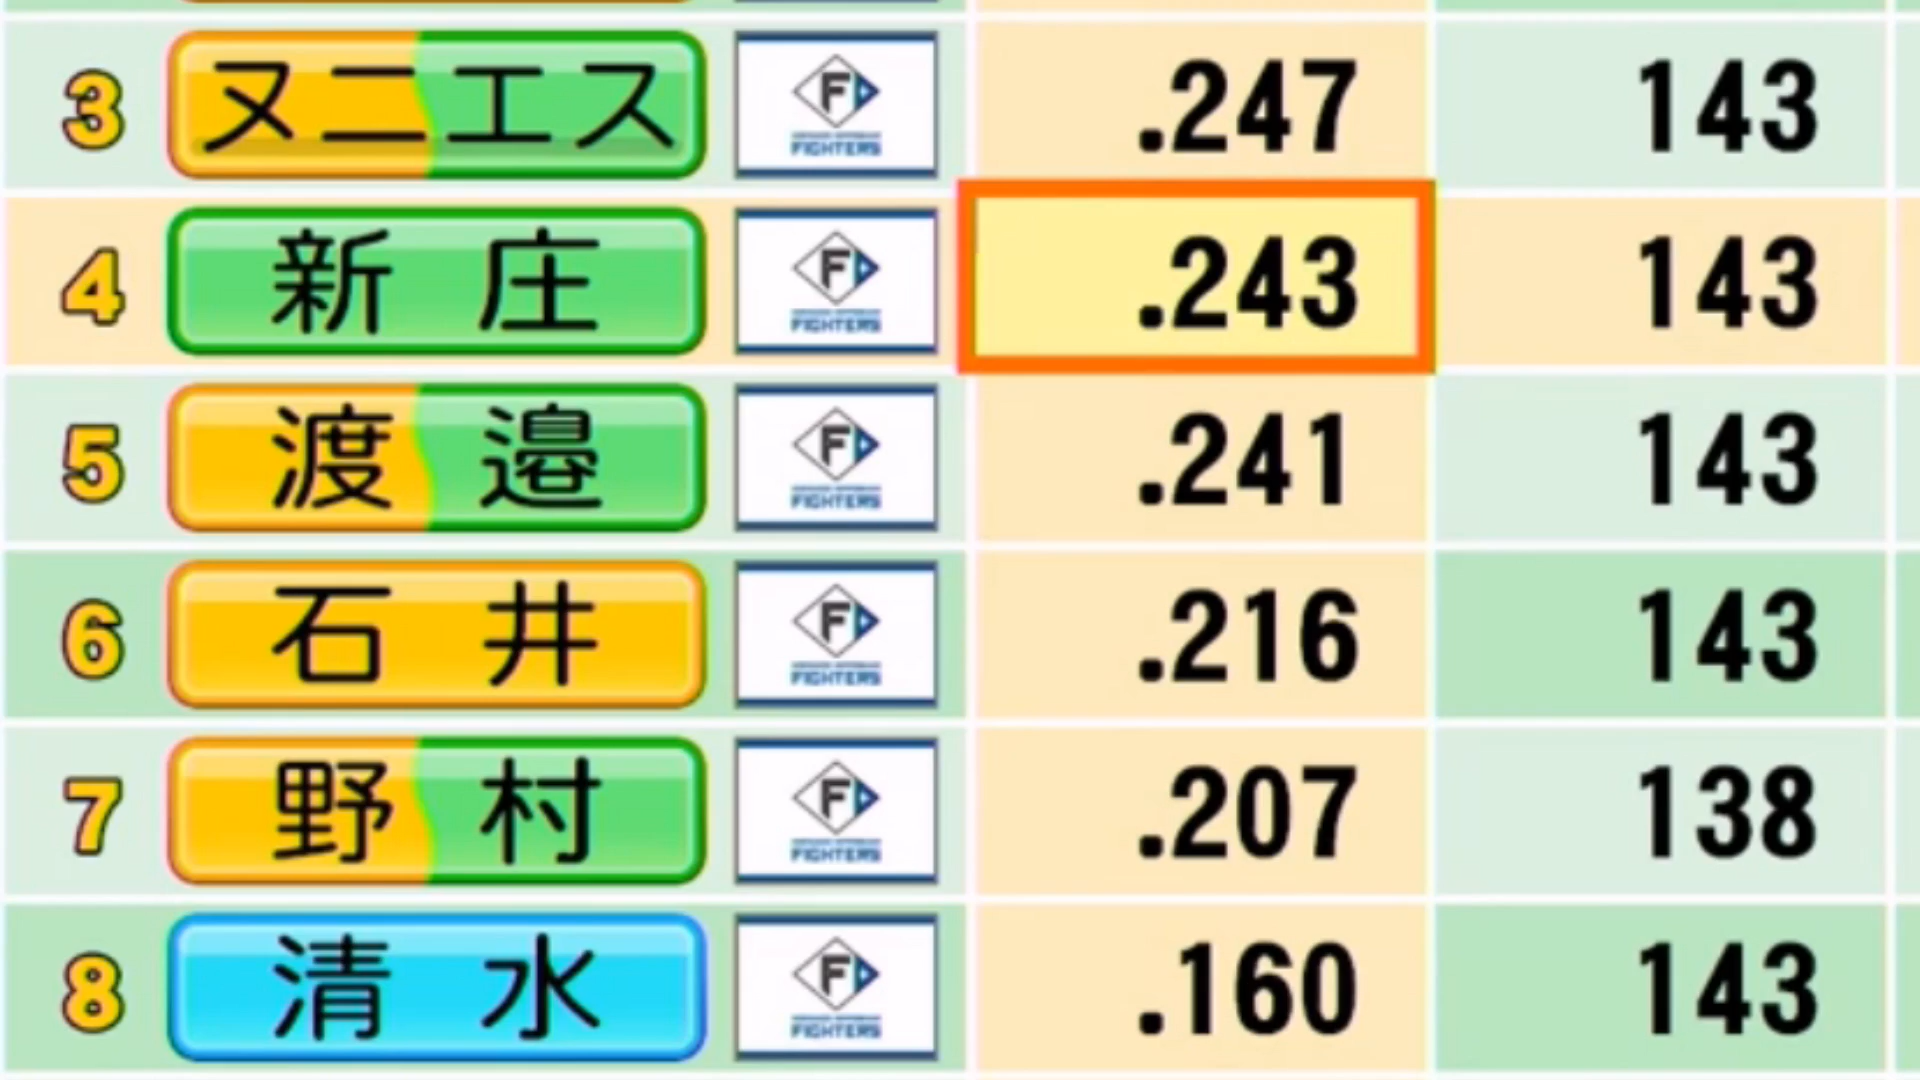 3 ヌニエス FIGHTERS .247 143
4 新庄 FIGHTERS .243 143
5 渡邉 FIGHTERS .241 143
6 石井 FIGHTERS .216 143
7 野村 FIGHTERS .207 138
8 清水 FIGHTERS .160 143